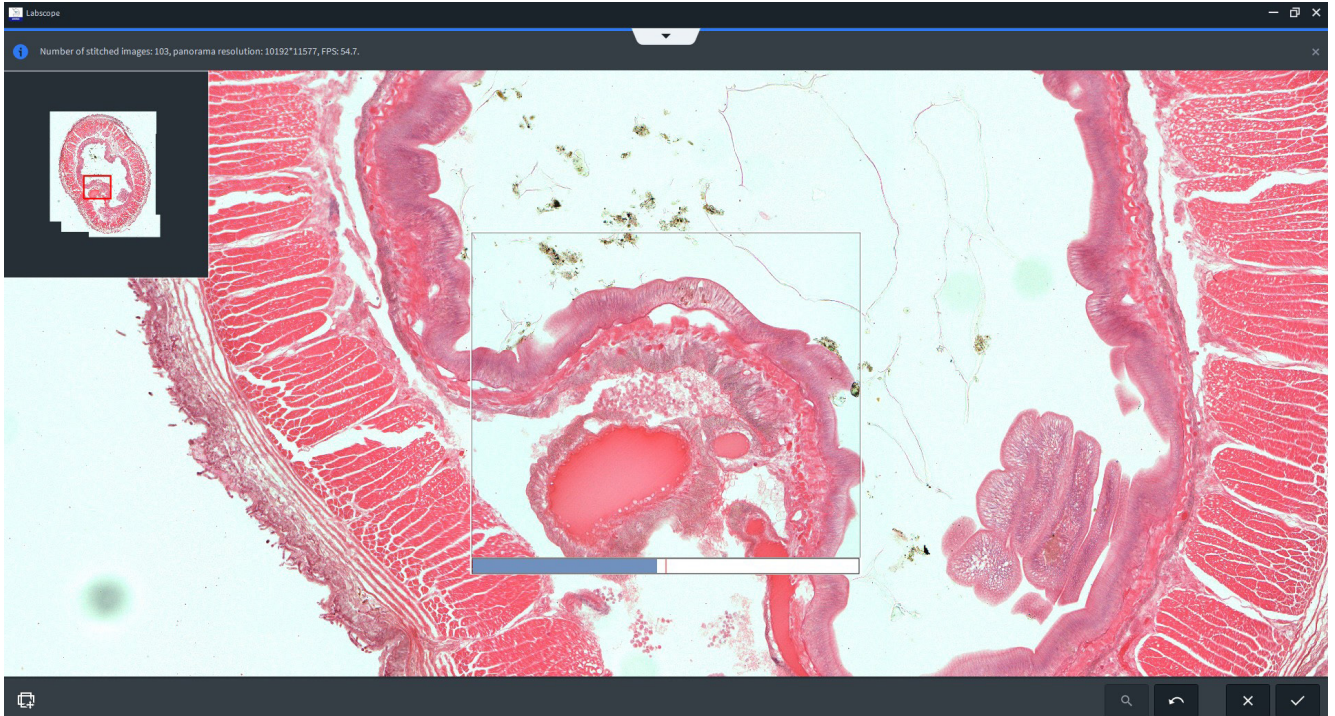 Labscope
Number of stitched images: 103, panorama resolution: 10192*11577, FPS: 54.7.